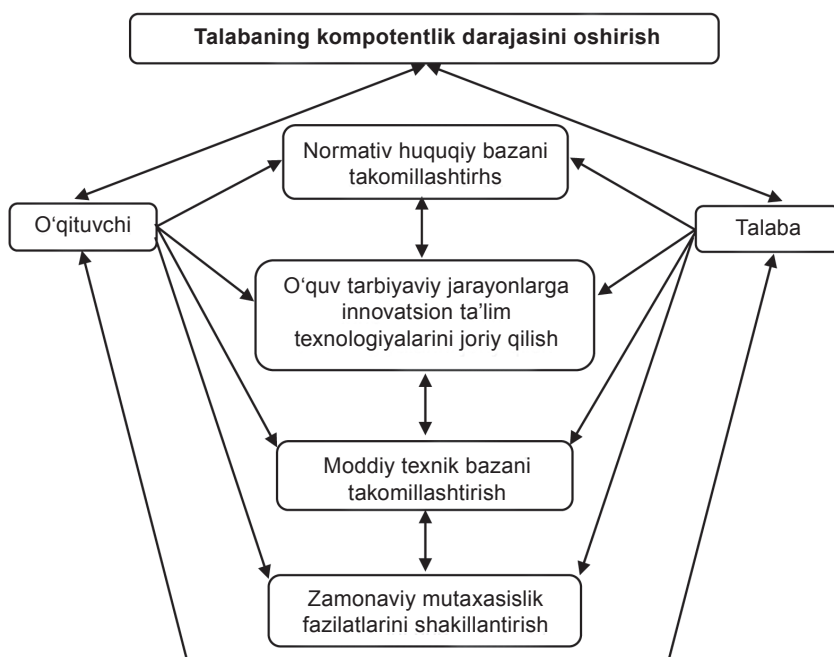 Talabaning kompotentlik darajasini oshirish
Normativ huquqiy bazani
takomillashtirhs
O‘qituvchi
Talaba
O‘quv tarbiyaviy jarayonlarga
innovatsion ta’lim
texnologiyalarini joriy qilish
Moddiy texnik bazani
takomillashtirish
Zamonaviy mutaxasislik
fazilatlarini shakillantirish